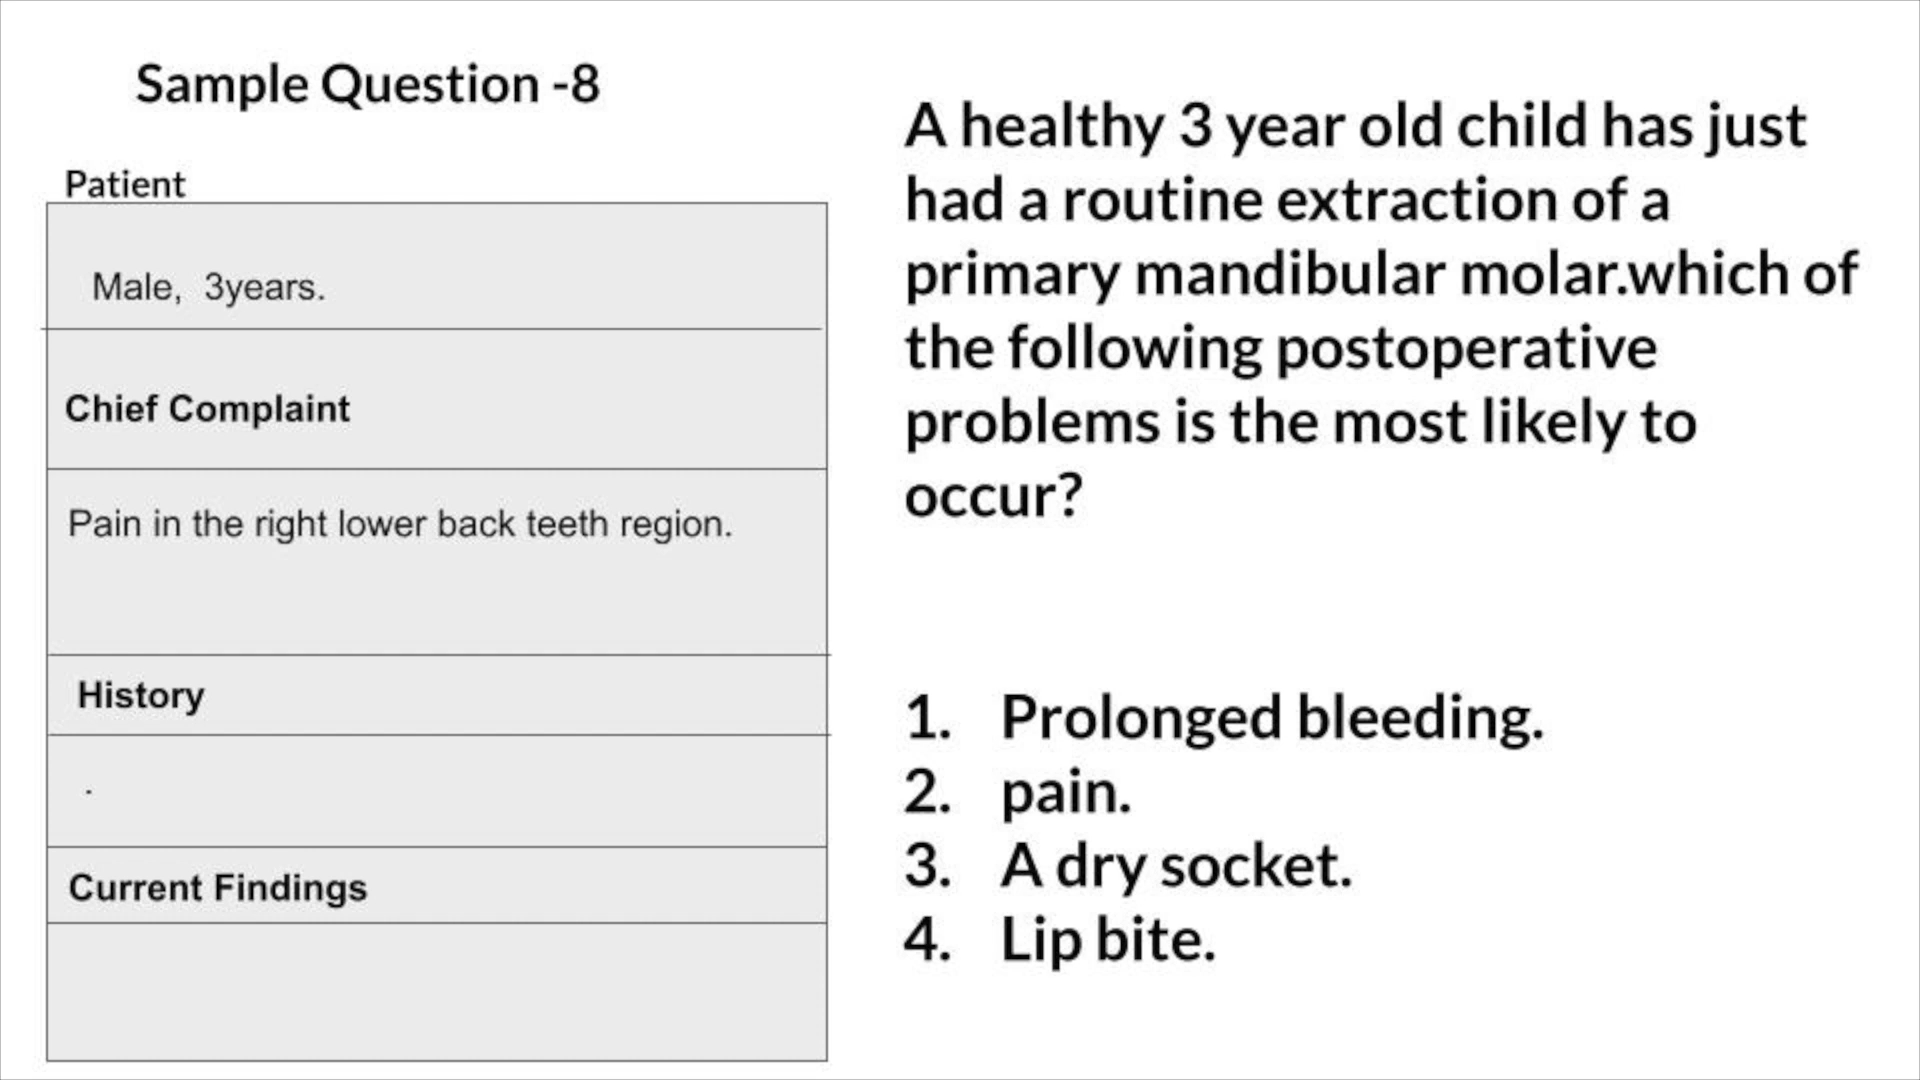 Sample Question -8
Patient
Male, 3years.
Chief Complaint
Pain in the right lower back teeth region.
History
.
Current Findings
A healthy 3 year old child has just
had a routine extraction of a
primary mandibular molar.which of
the following postoperative
problems is the most likely to
occur?
1. Prolonged bleeding.
2. pain.
3. A dry socket.
4. Lip bite.